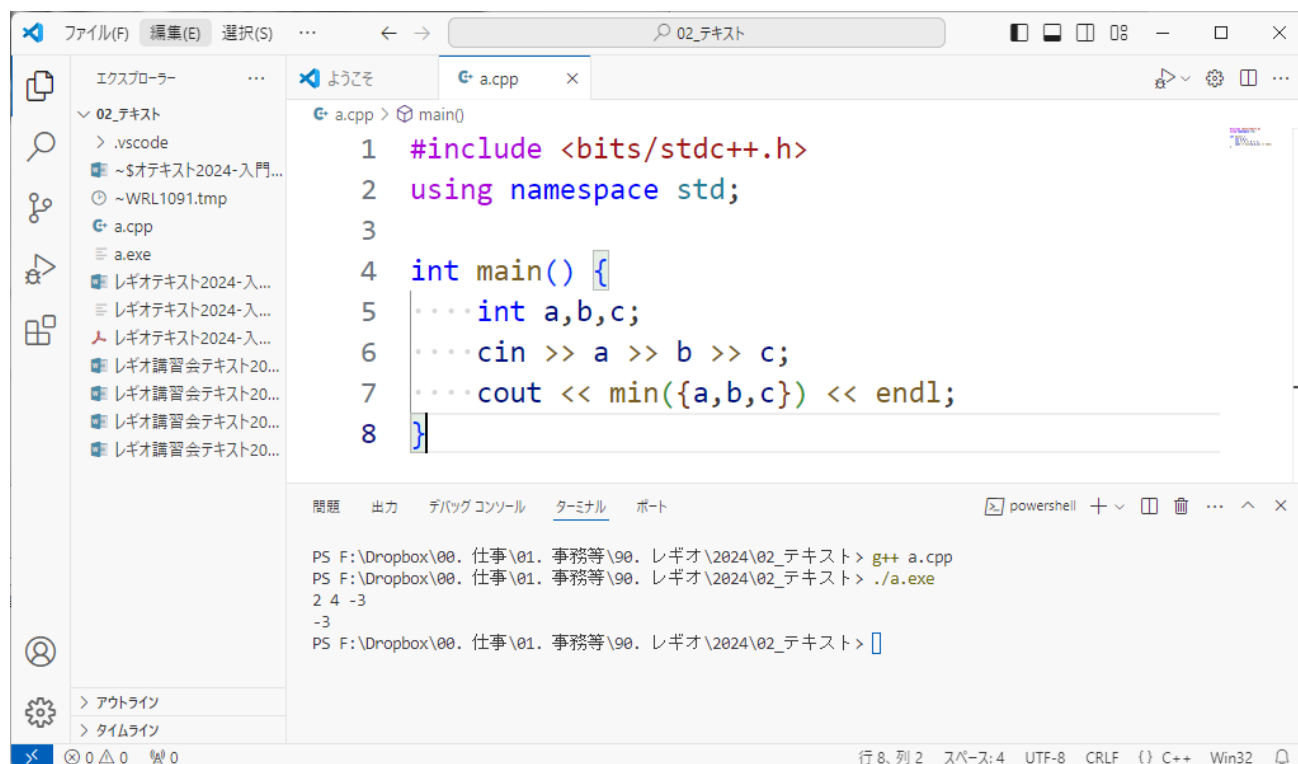 ファイル(F) 編集(E) 選択(S) ··· 02_テキスト
エクスプローラー ···
ようこそ a.cpp
02_テキスト
.vscode
~$オテキスト2024-入門...
~WRL1091.tmp
a.cpp
a.exe
レギオテキスト2024-入...
レギオテキスト2024-入...
レギオテキスト2024-入...
レギオ講習会テキスト20...
レギオ講習会テキスト20...
レギオ講習会テキスト20...
レギオ講習会テキスト20...
アウトライン
タイムライン
a.cpp > main()
1 #include <bits/stdc++.h>
2 using namespace std;
3
4 int main() {
5 ····int a,b,c;
6 ····cin >> a >> b >> c;
7 ····cout << min({a,b,c}) << endl;
8 }
問題 出力 デバッグ コンソール ターミナル ポート powershell
PS F:\Dropbox\00. 仕事\01. 事務等\90. レギオ\2024\02_テキスト> g++ a.cpp
PS F:\Dropbox\00. 仕事\01. 事務等\90. レギオ\2024\02_テキスト> ./a.exe
2 4 -3
-3
PS F:\Dropbox\00. 仕事\01. 事務等\90. レギオ\2024\02_テキスト>
0 0 0 行 8、列 2 スペース: 4 UTF-8 CRLF {} C++ Win32